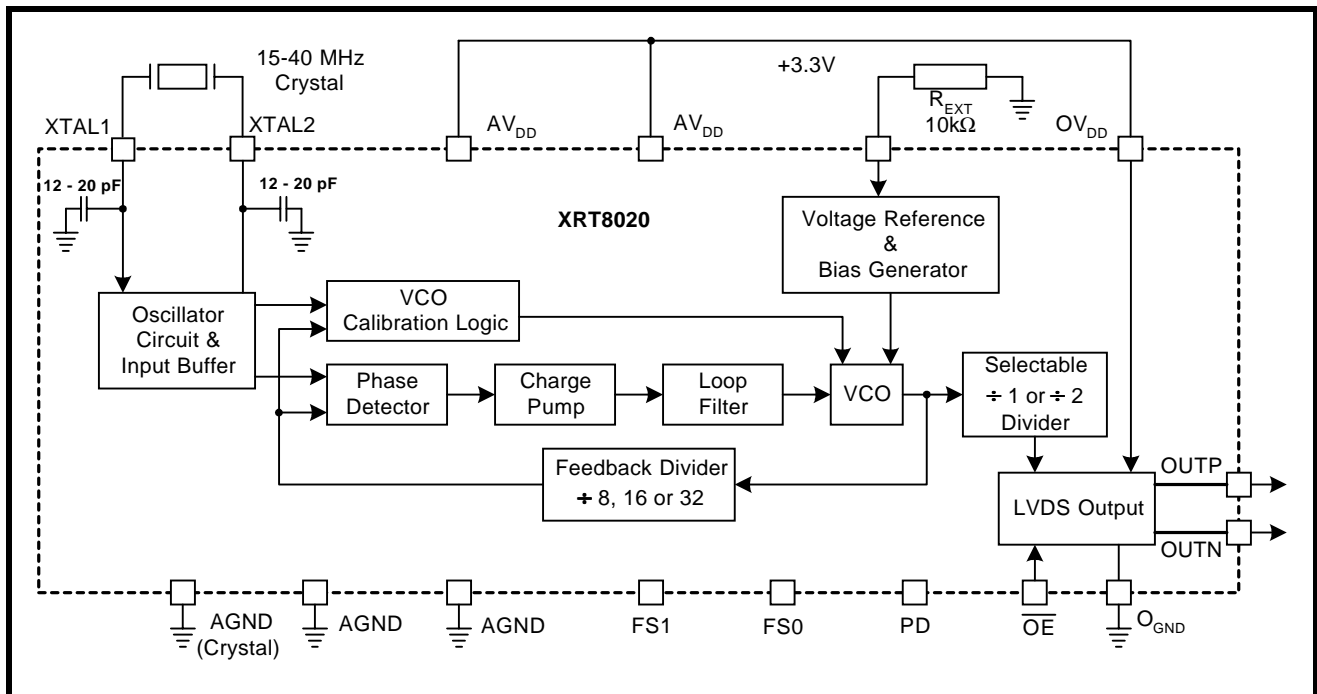 15-40 MHz
Crystal
+3.3V
R_EXT
10kΩ
XTAL1
XTAL2
AV_DD
AV_DD
OV_DD
12 - 20 pF
12 - 20 pF
XRT8020
Voltage Reference
&
Bias Generator
Oscillator
Circuit &
Input Buffer
VCO
Calibration Logic
Phase
Detector
Charge
Pump
Loop
Filter
VCO
Selectable
÷ 1 or ÷ 2
Divider
Feedback Divider
÷ 8, 16 or 32
LVDS Output
OUTP
OUTN
AGND
(Crystal)
AGND
AGND
FS1
FS0
PD
OE
O_GND